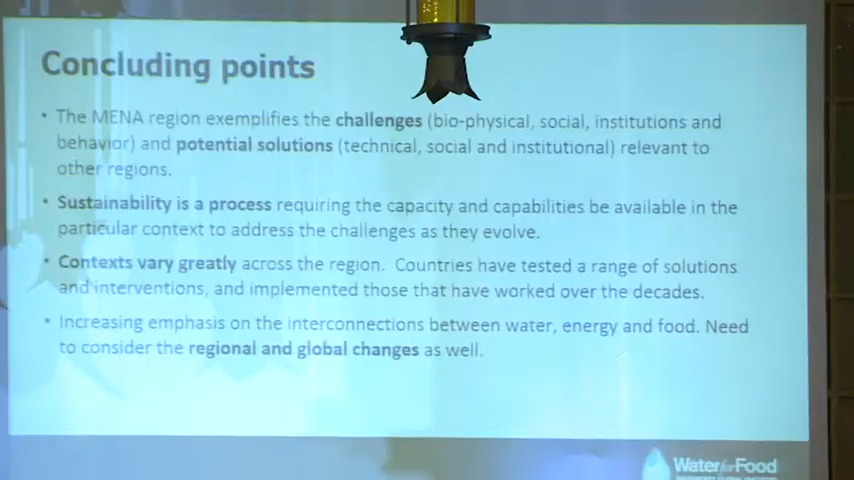 Concluding points
• The MENA region exemplifies the challenges (bio-physical, social, institutions and
behavior) and potential solutions (technical, social and institutional) relevant to
other regions.
• Sustainability is a process requiring the capacity and capabilities be available in the
particular context to address the challenges as they evolve.
• Contexts vary greatly across the region. Countries have tested a range of solutions
and interventions, and implemented those that have worked over the decades.
• Increasing emphasis on the interconnections between water, energy and food. Need
to consider the regional and global changes as well.
Water for Food